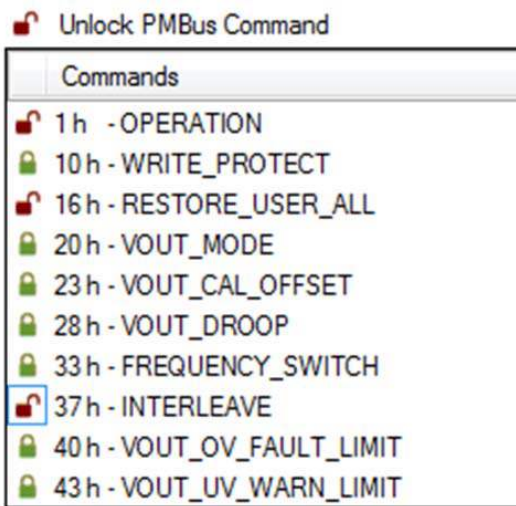 Unlock PMBus Command
Commands
1 h - OPERATION
10 h - WRITE_PROTECT
16 h - RESTORE_USER_ALL
20 h - VOUT_MODE
23 h - VOUT_CAL_OFFSET
28 h - VOUT_DROOP
33 h - FREQUENCY_SWITCH
37 h - INTERLEAVE
40 h - VOUT_OV_FAULT_LIMIT
43 h - VOUT_UV_WARN_LIMIT